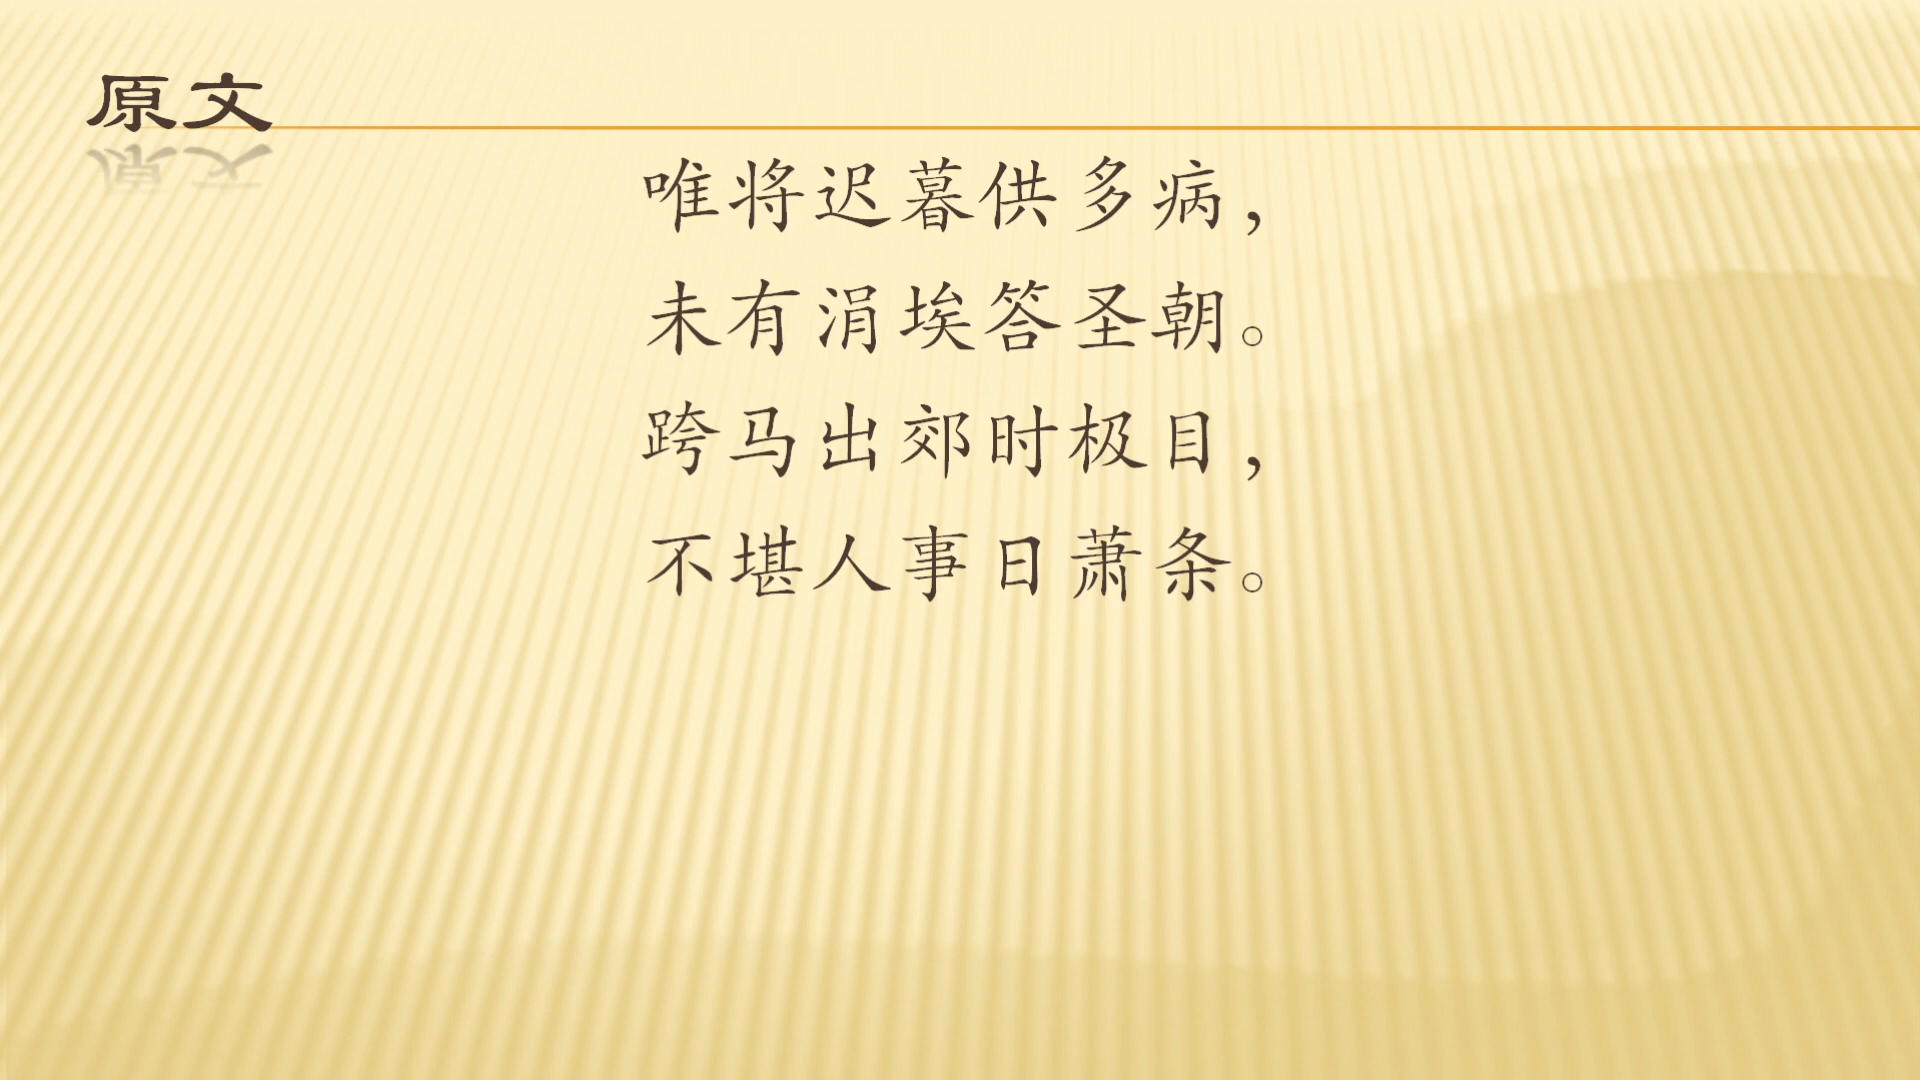 原文
唯将迟暮供多病，
未有涓埃答圣朝。
跨马出郊时极目，
不堪人事日萧条。